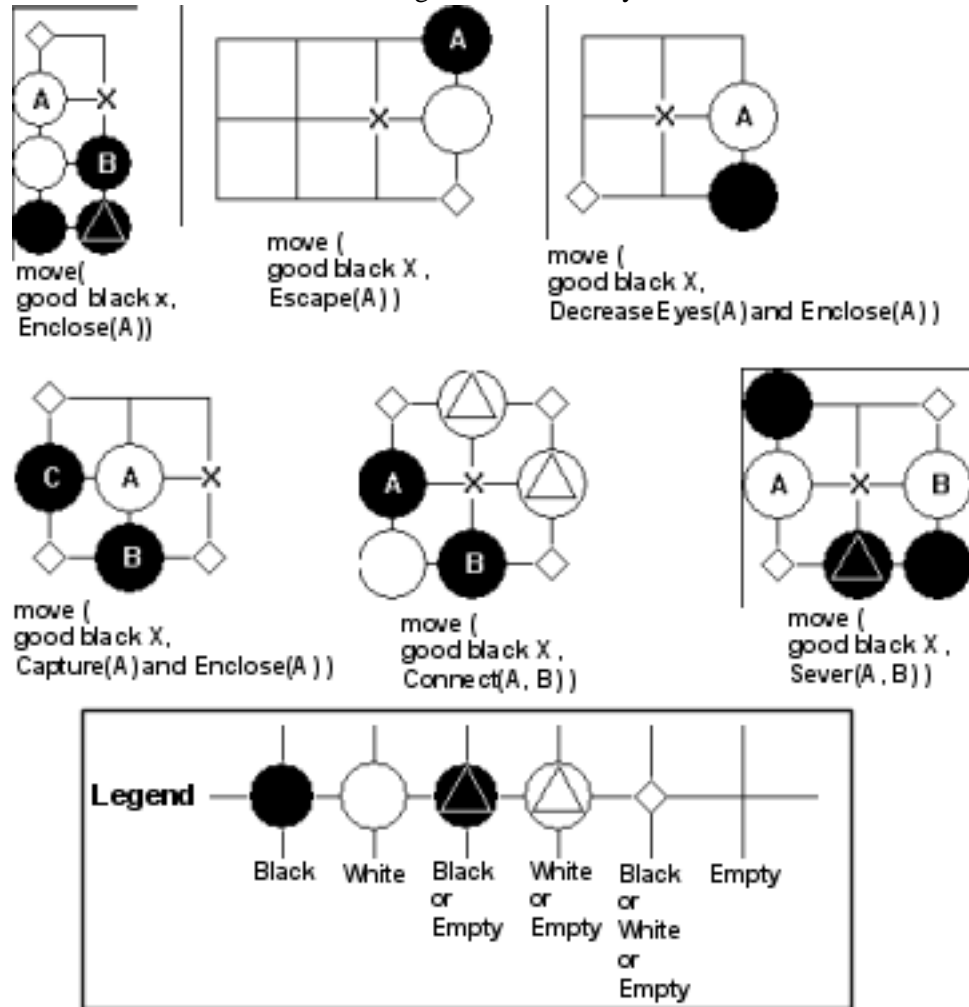 A
B
move(
good black x,
Enclose(A))
A
move (
good black X ,
Escape(A))
A
move (
good black X,
DecreaseEyes(A)and Enclose(A))
C
A
B
move (
good black X,
Capture(A)and Enclose(A))
A
B
move (
good black X ,
Connect(A, B))
A
B
move (
good black X ,
Sever(A, B))
Legend
Black
White
Black
or
Empty
White
or
Empty
Black
or
White
or
Empty
Empty